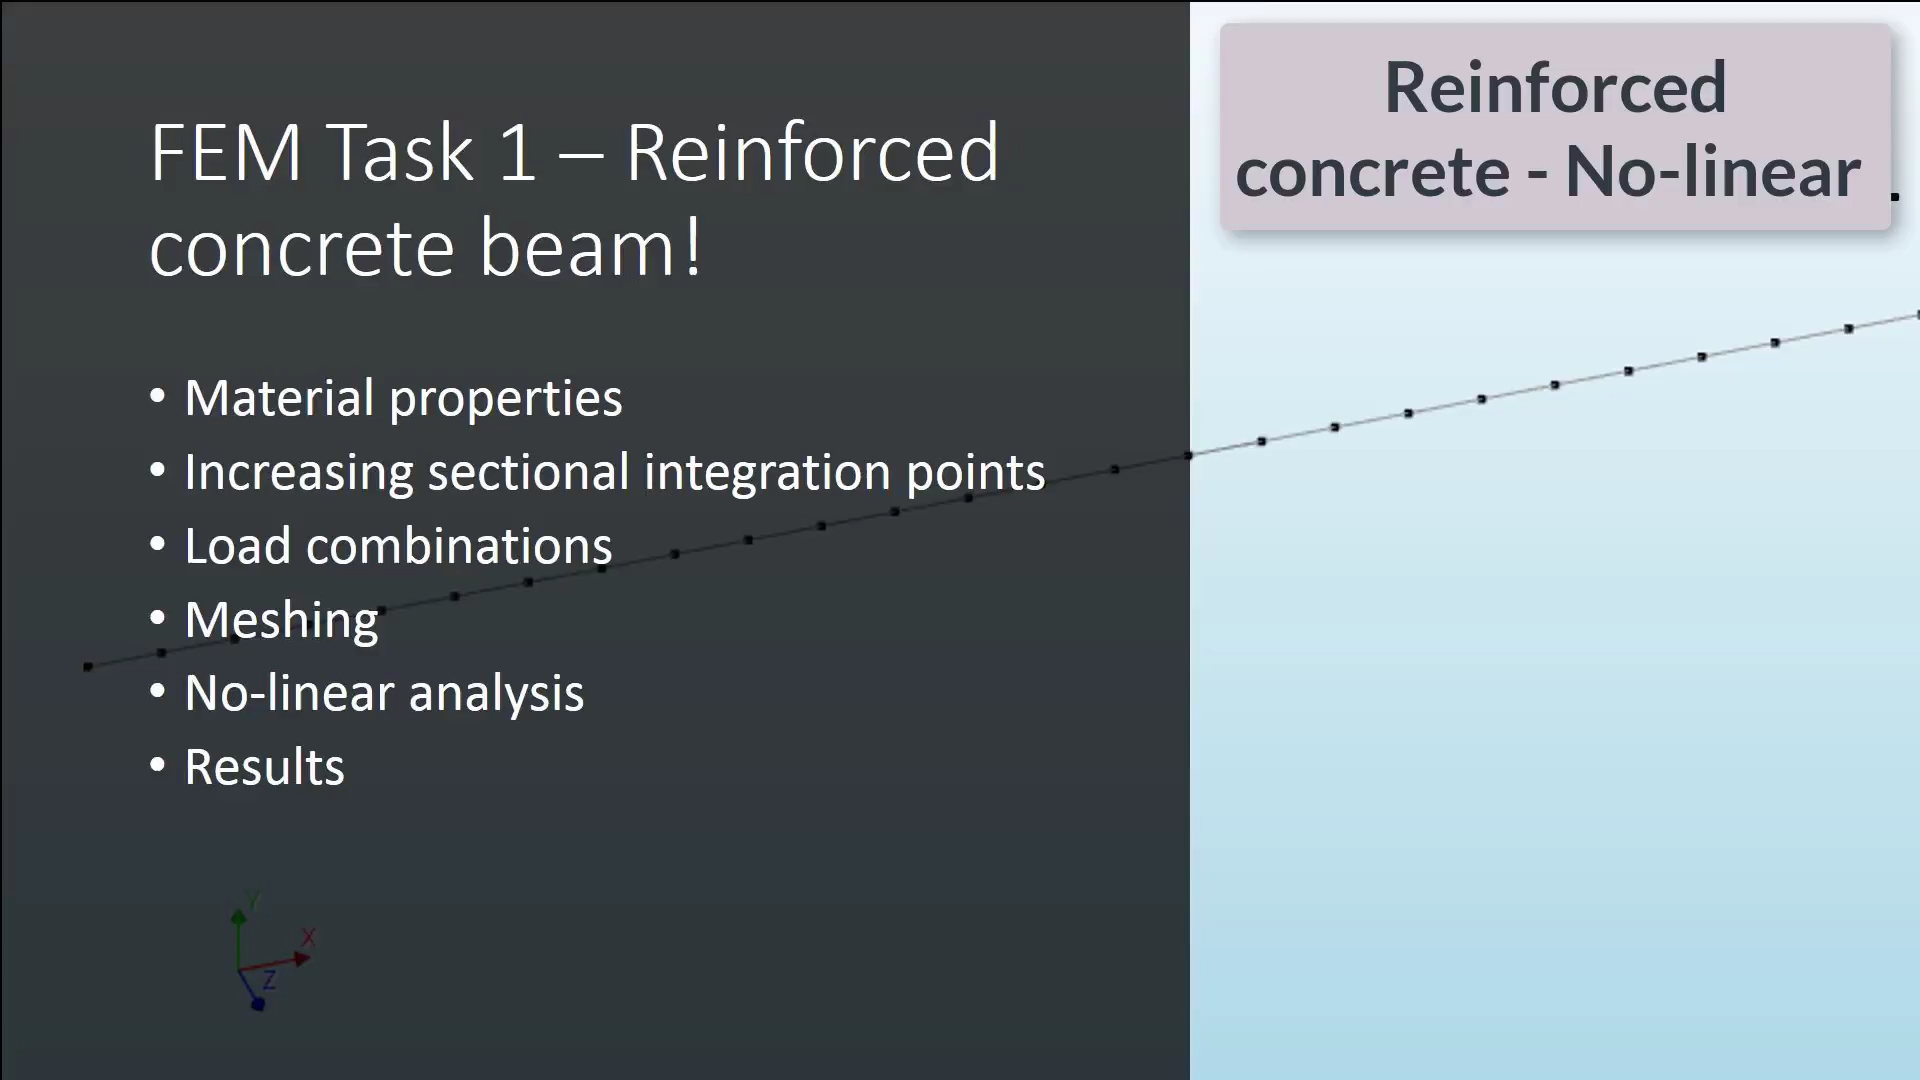 FEM Task 1 – Reinforced
concrete beam!
• Material properties
• Increasing sectional integration points
• Load combinations
• Meshing
• No-linear analysis
• Results
Reinforced
concrete - No-linear
Y
X
Z